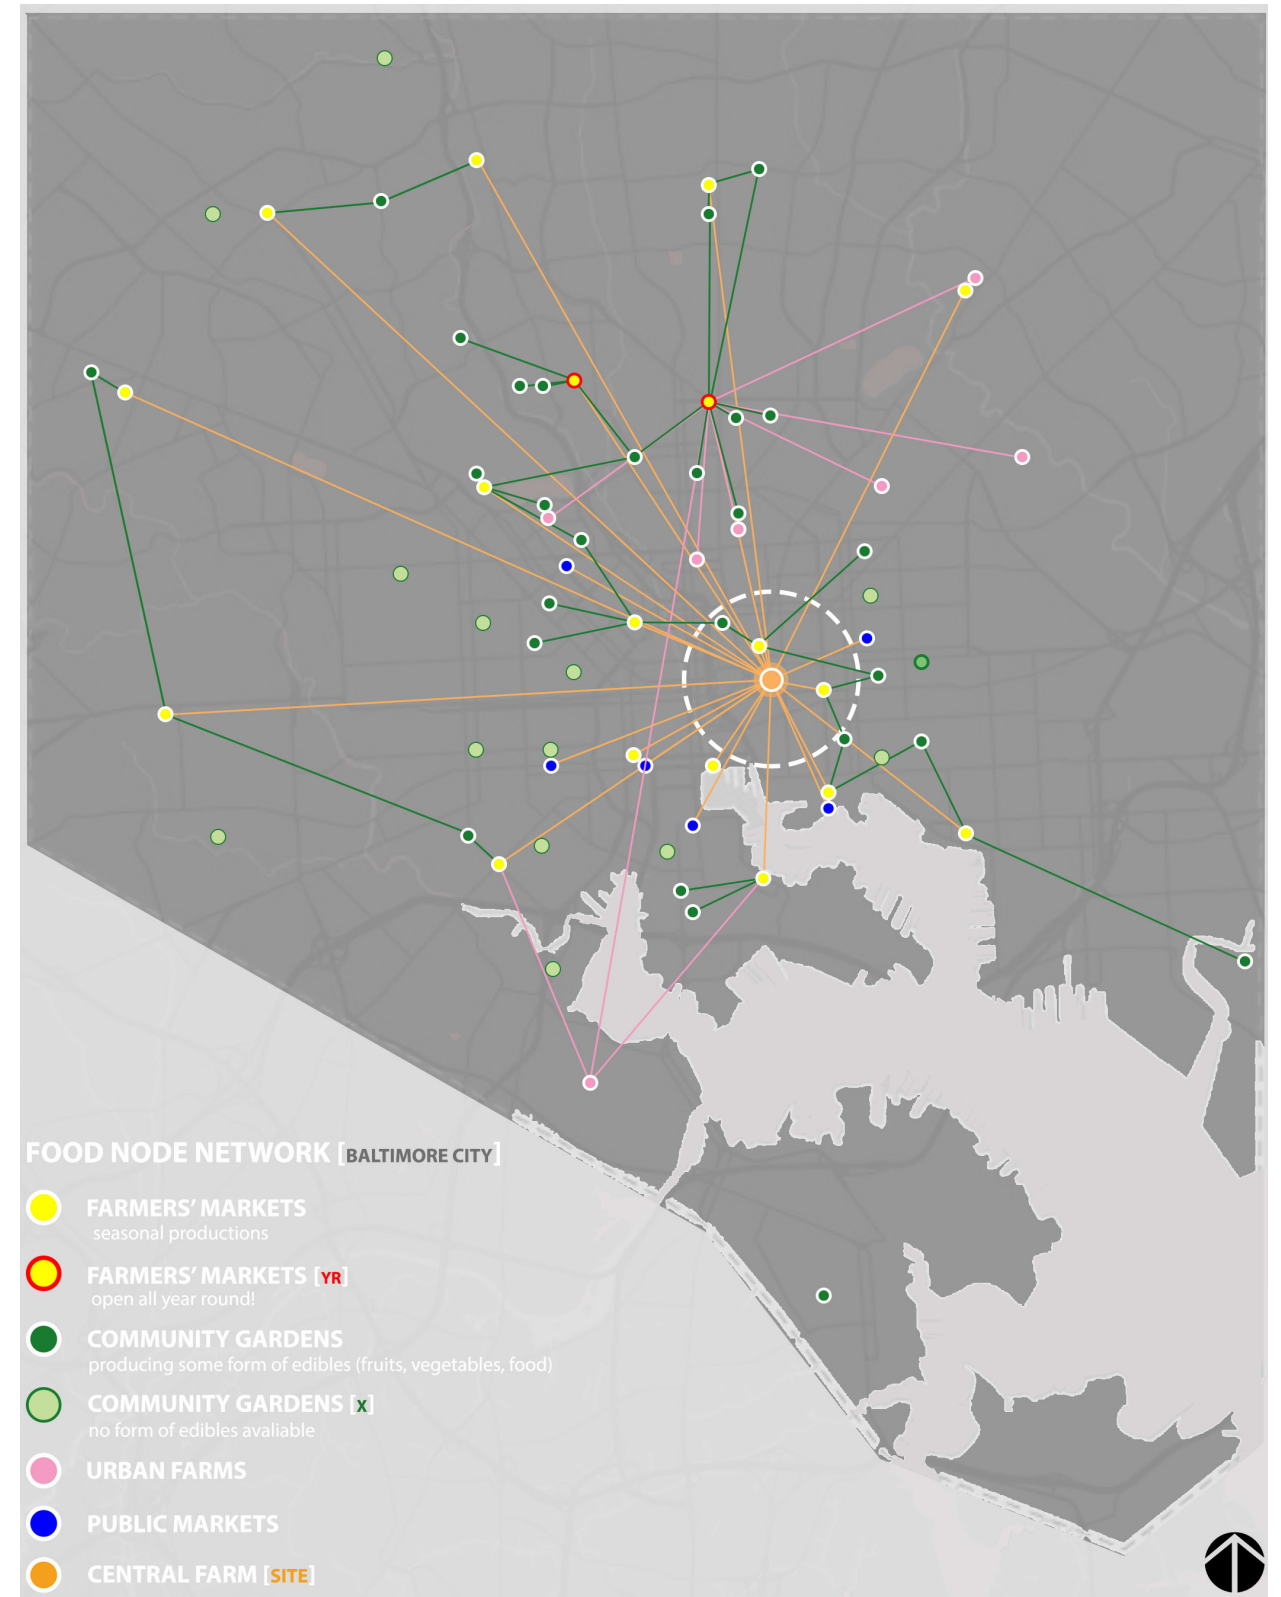 FOOD NODE NETWORK [BALTIMORE CITY]
FARMERS' MARKETS
seasonal productions
FARMERS' MARKETS [YR]
open all year round!
COMMUNITY GARDENS
producing some form of edibles (fruits, vegetables, food)
COMMUNITY GARDENS [X]
no form of edibles avaliable
URBAN FARMS
PUBLIC MARKETS
CENTRAL FARM [SITE]